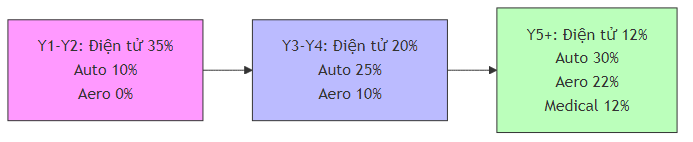 Y1-Y2: Điện tử 35%
Auto 10%
Aero 0%
Y3-Y4: Điện tử 20%
Auto 25%
Aero 10%
Y5+: Điện tử 12%
Auto 30%
Aero 22%
Medical 12%